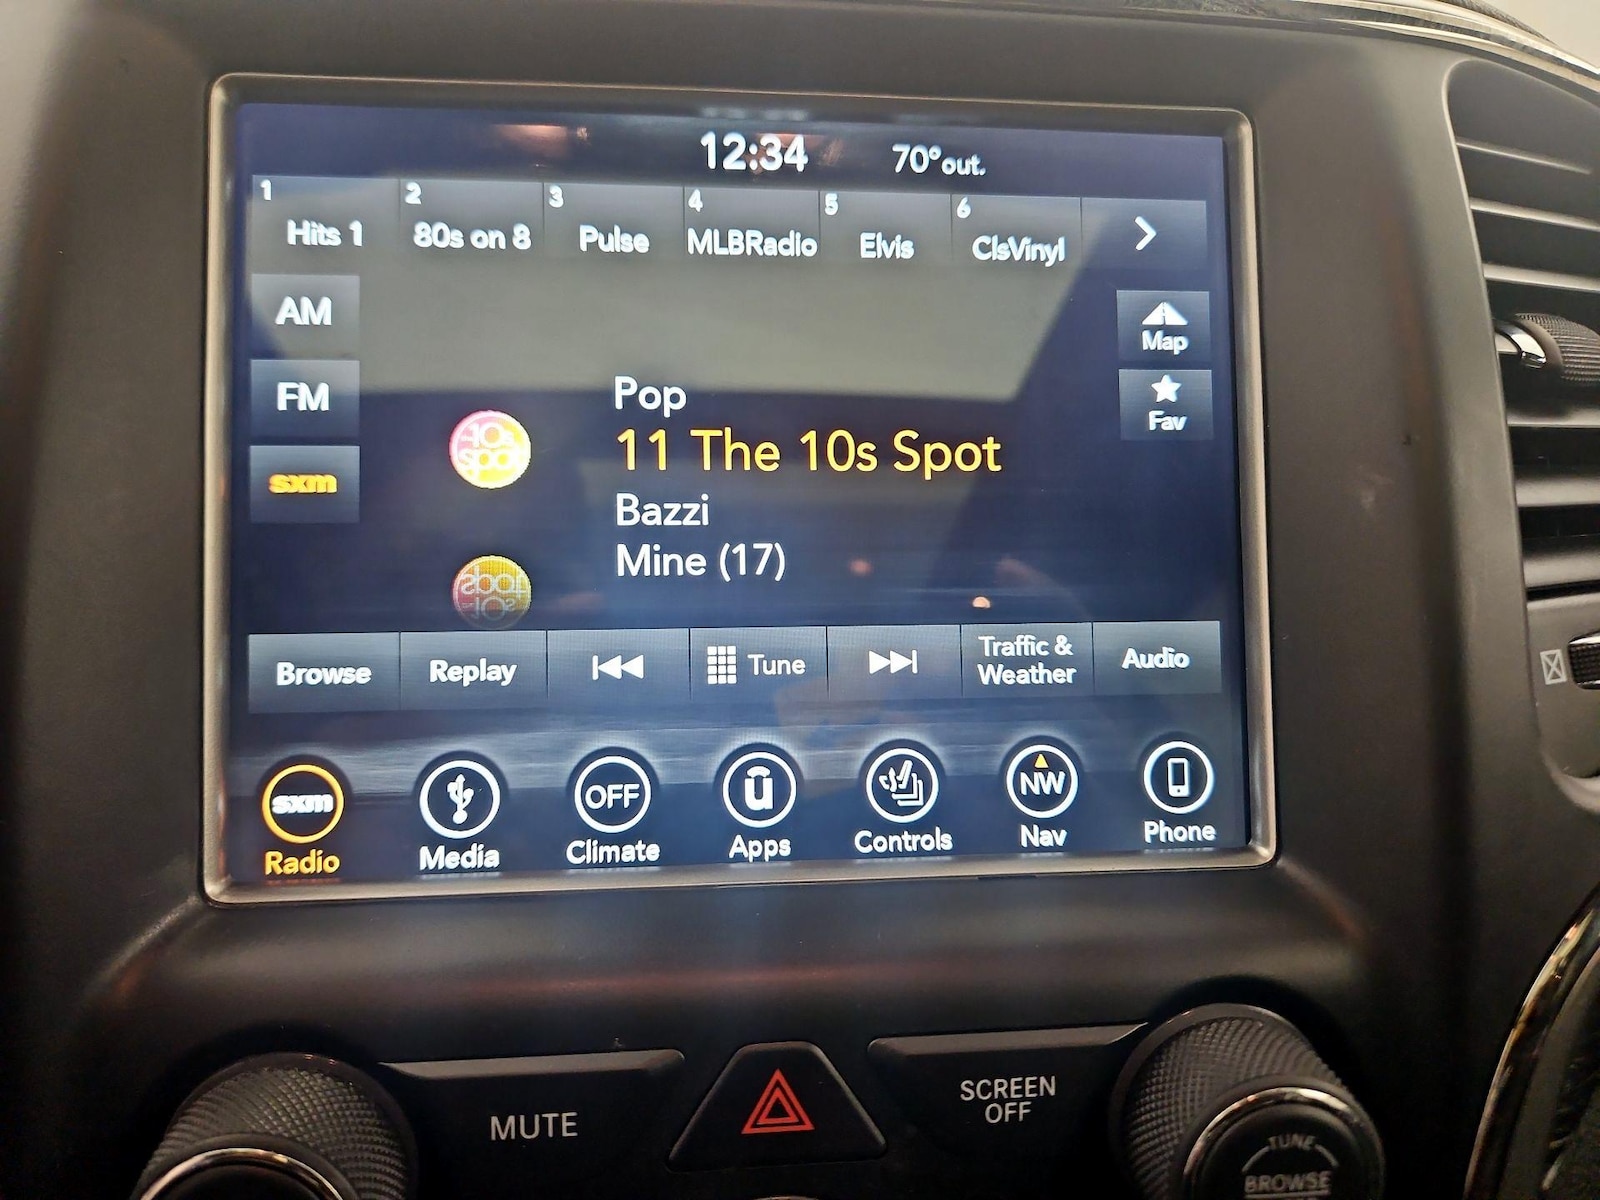 12:34 70°out.
1 Hits 1
2 80s on 8
3 Pulse
4 MLBRadio
5 Elvis
6 ClsVinyl
AM
FM
sxm
Map
Fav
10s
spot
Pop
11 The 10s Spot
Bazzi
Mine (17)
Browse
Replay
Tune
Traffic &
Weather
Audio
sxm
Radio
Media
OFF
Climate
ü
Apps
Controls
NW
Nav
Phone
MUTE
SCREEN
OFF
TUNE
BROWSE